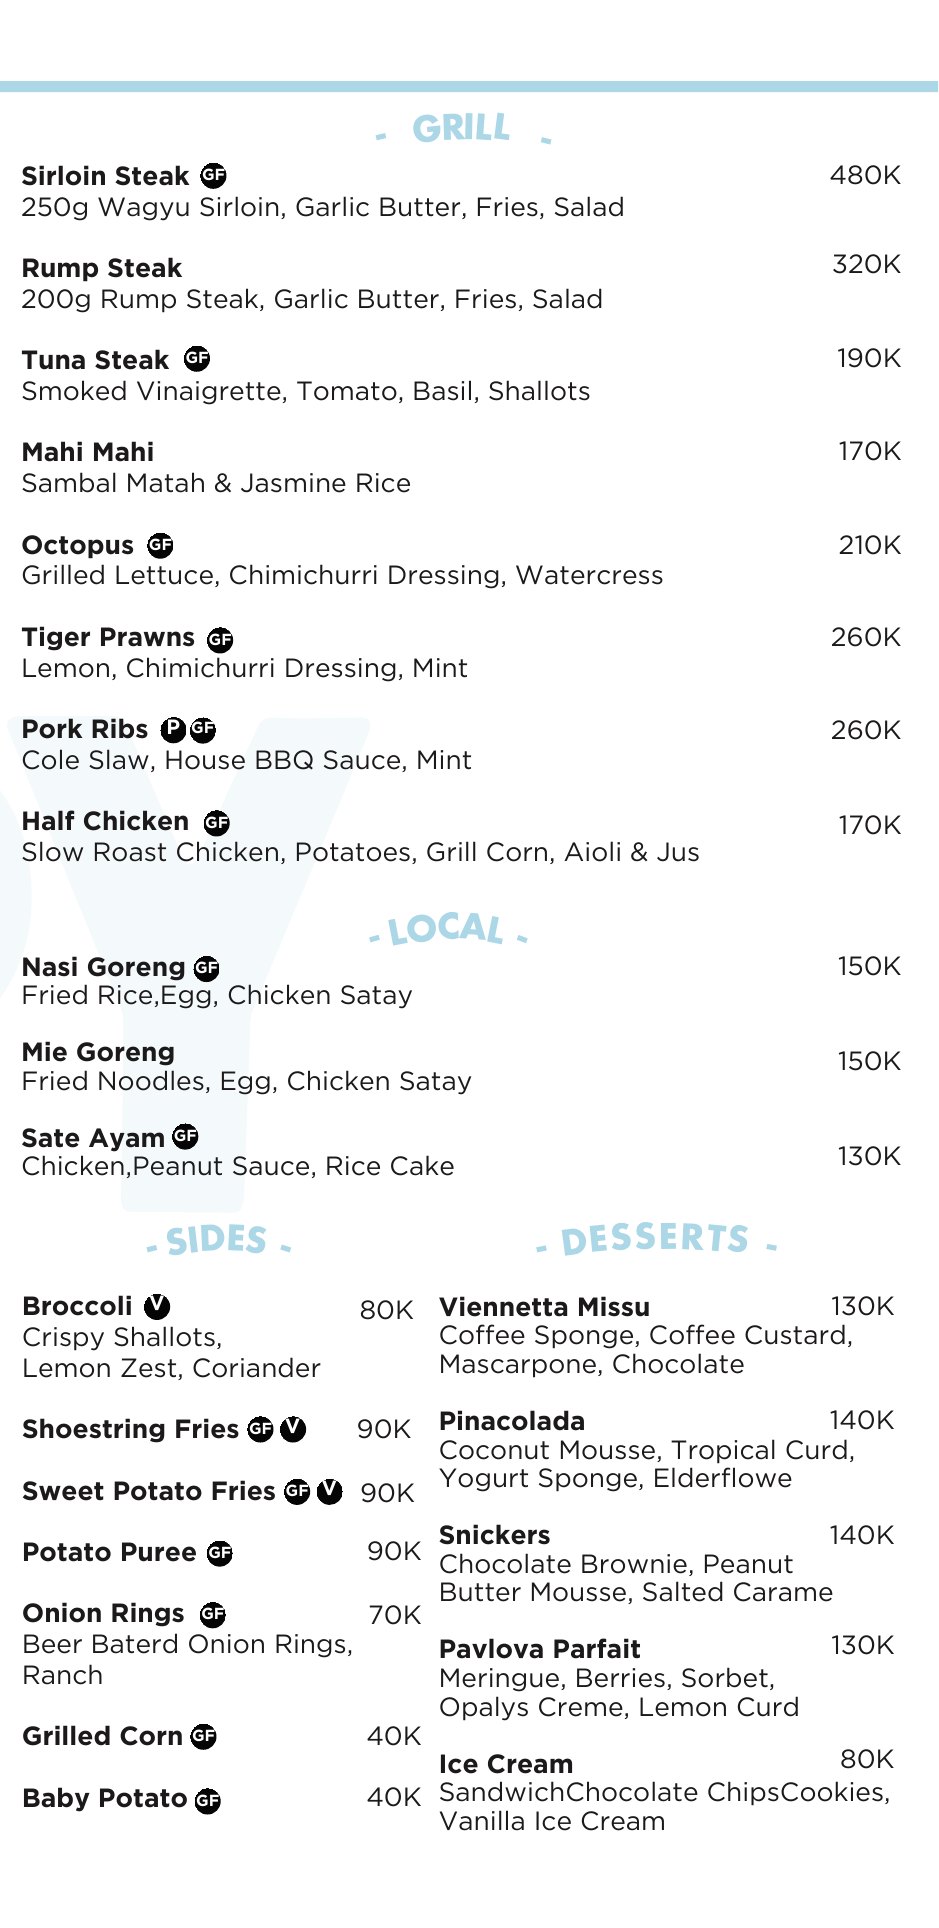 - GRILL -
Sirloin Steak GF 480K
250g Wagyu Sirloin, Garlic Butter, Fries, Salad
Rump Steak 320K
200g Rump Steak, Garlic Butter, Fries, Salad
Tuna Steak GF 190K
Smoked Vinaigrette, Tomato, Basil, Shallots
Mahi Mahi 170K
Sambal Matah & Jasmine Rice
Octopus GF 210K
Grilled Lettuce, Chimichurri Dressing, Watercress
Tiger Prawns GF 260K
Lemon, Chimichurri Dressing, Mint
Pork Ribs P GF 260K
Cole Slaw, House BBQ Sauce, Mint
Half Chicken GF 170K
Slow Roast Chicken, Potatoes, Grill Corn, Aioli & Jus
- LOCAL -
Nasi Goreng GF 150K
Fried Rice,Egg, Chicken Satay
Mie Goreng 150K
Fried Noodles, Egg, Chicken Satay
Sate Ayam GF 130K
Chicken,Peanut Sauce, Rice Cake
- SIDES -
Broccoli V 80K
Crispy Shallots,
Lemon Zest, Coriander
Shoestring Fries GF V 90K
Sweet Potato Fries GF V 90K
Potato Puree GF 90K
Onion Rings GF 70K
Beer Baterd Onion Rings,
Ranch
Grilled Corn GF 40K
Baby Potato GF 40K
- DESSERTS -
Viennetta Missu 130K
Coffee Sponge, Coffee Custard,
Mascarpone, Chocolate
Pinacolada 140K
Coconut Mousse, Tropical Curd,
Yogurt Sponge, Elderflowe
Snickers 140K
Chocolate Brownie, Peanut
Butter Mousse, Salted Carame
Pavlova Parfait 130K
Meringue, Berries, Sorbet,
Opalys Creme, Lemon Curd
Ice Cream 80K
SandwichChocolate ChipsCookies,
Vanilla Ice Cream
Y